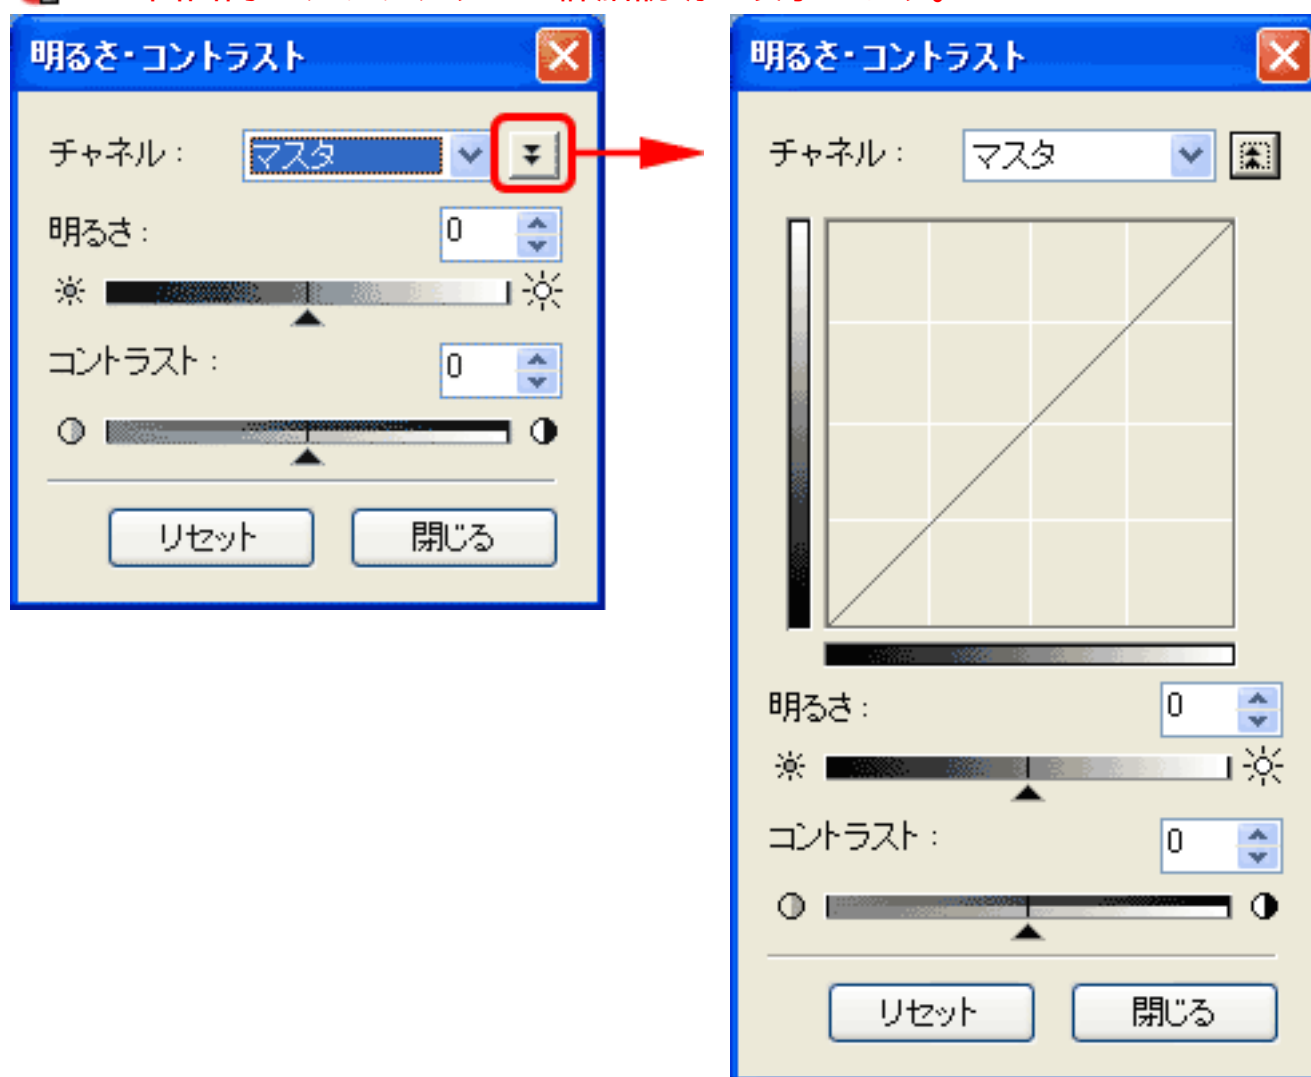 明るさ・コントラスト
チャネル： マスタ
明るさ： 0
コントラスト： 0
リセット 閉じる
明るさ・コントラスト
チャネル： マスタ
明るさ： 0
コントラスト： 0
リセット 閉じる